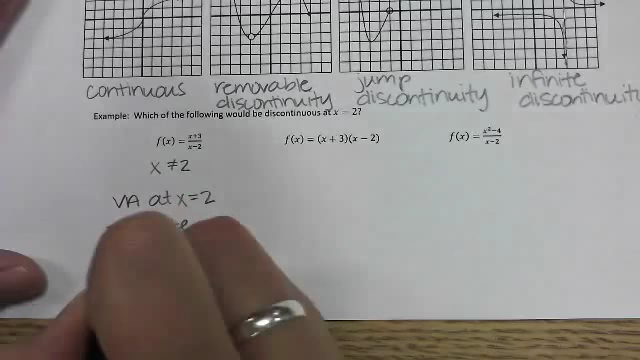 continuous removable jump infinite
discontinuity discontinuity discontinuity
Example: Which of the following would be discontinuous at x = 2?
f(x) = (x+3)/(x−2) f(x) = (x + 3)(x − 2) f(x) = (x²−4)/(x−2)
x ≠ 2
VA at x = 2